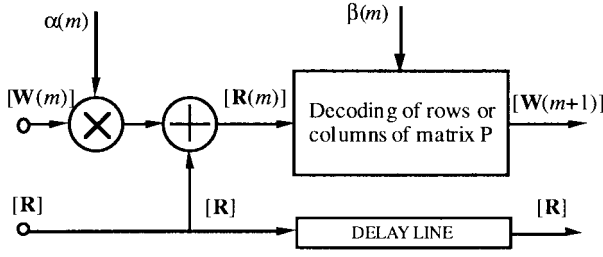 α(m)
β(m)
[W(m)]
[R(m)]
Decoding of rows or
columns of matrix P
[W(m+1)]
[R]
[R]
DELAY LINE
[R]